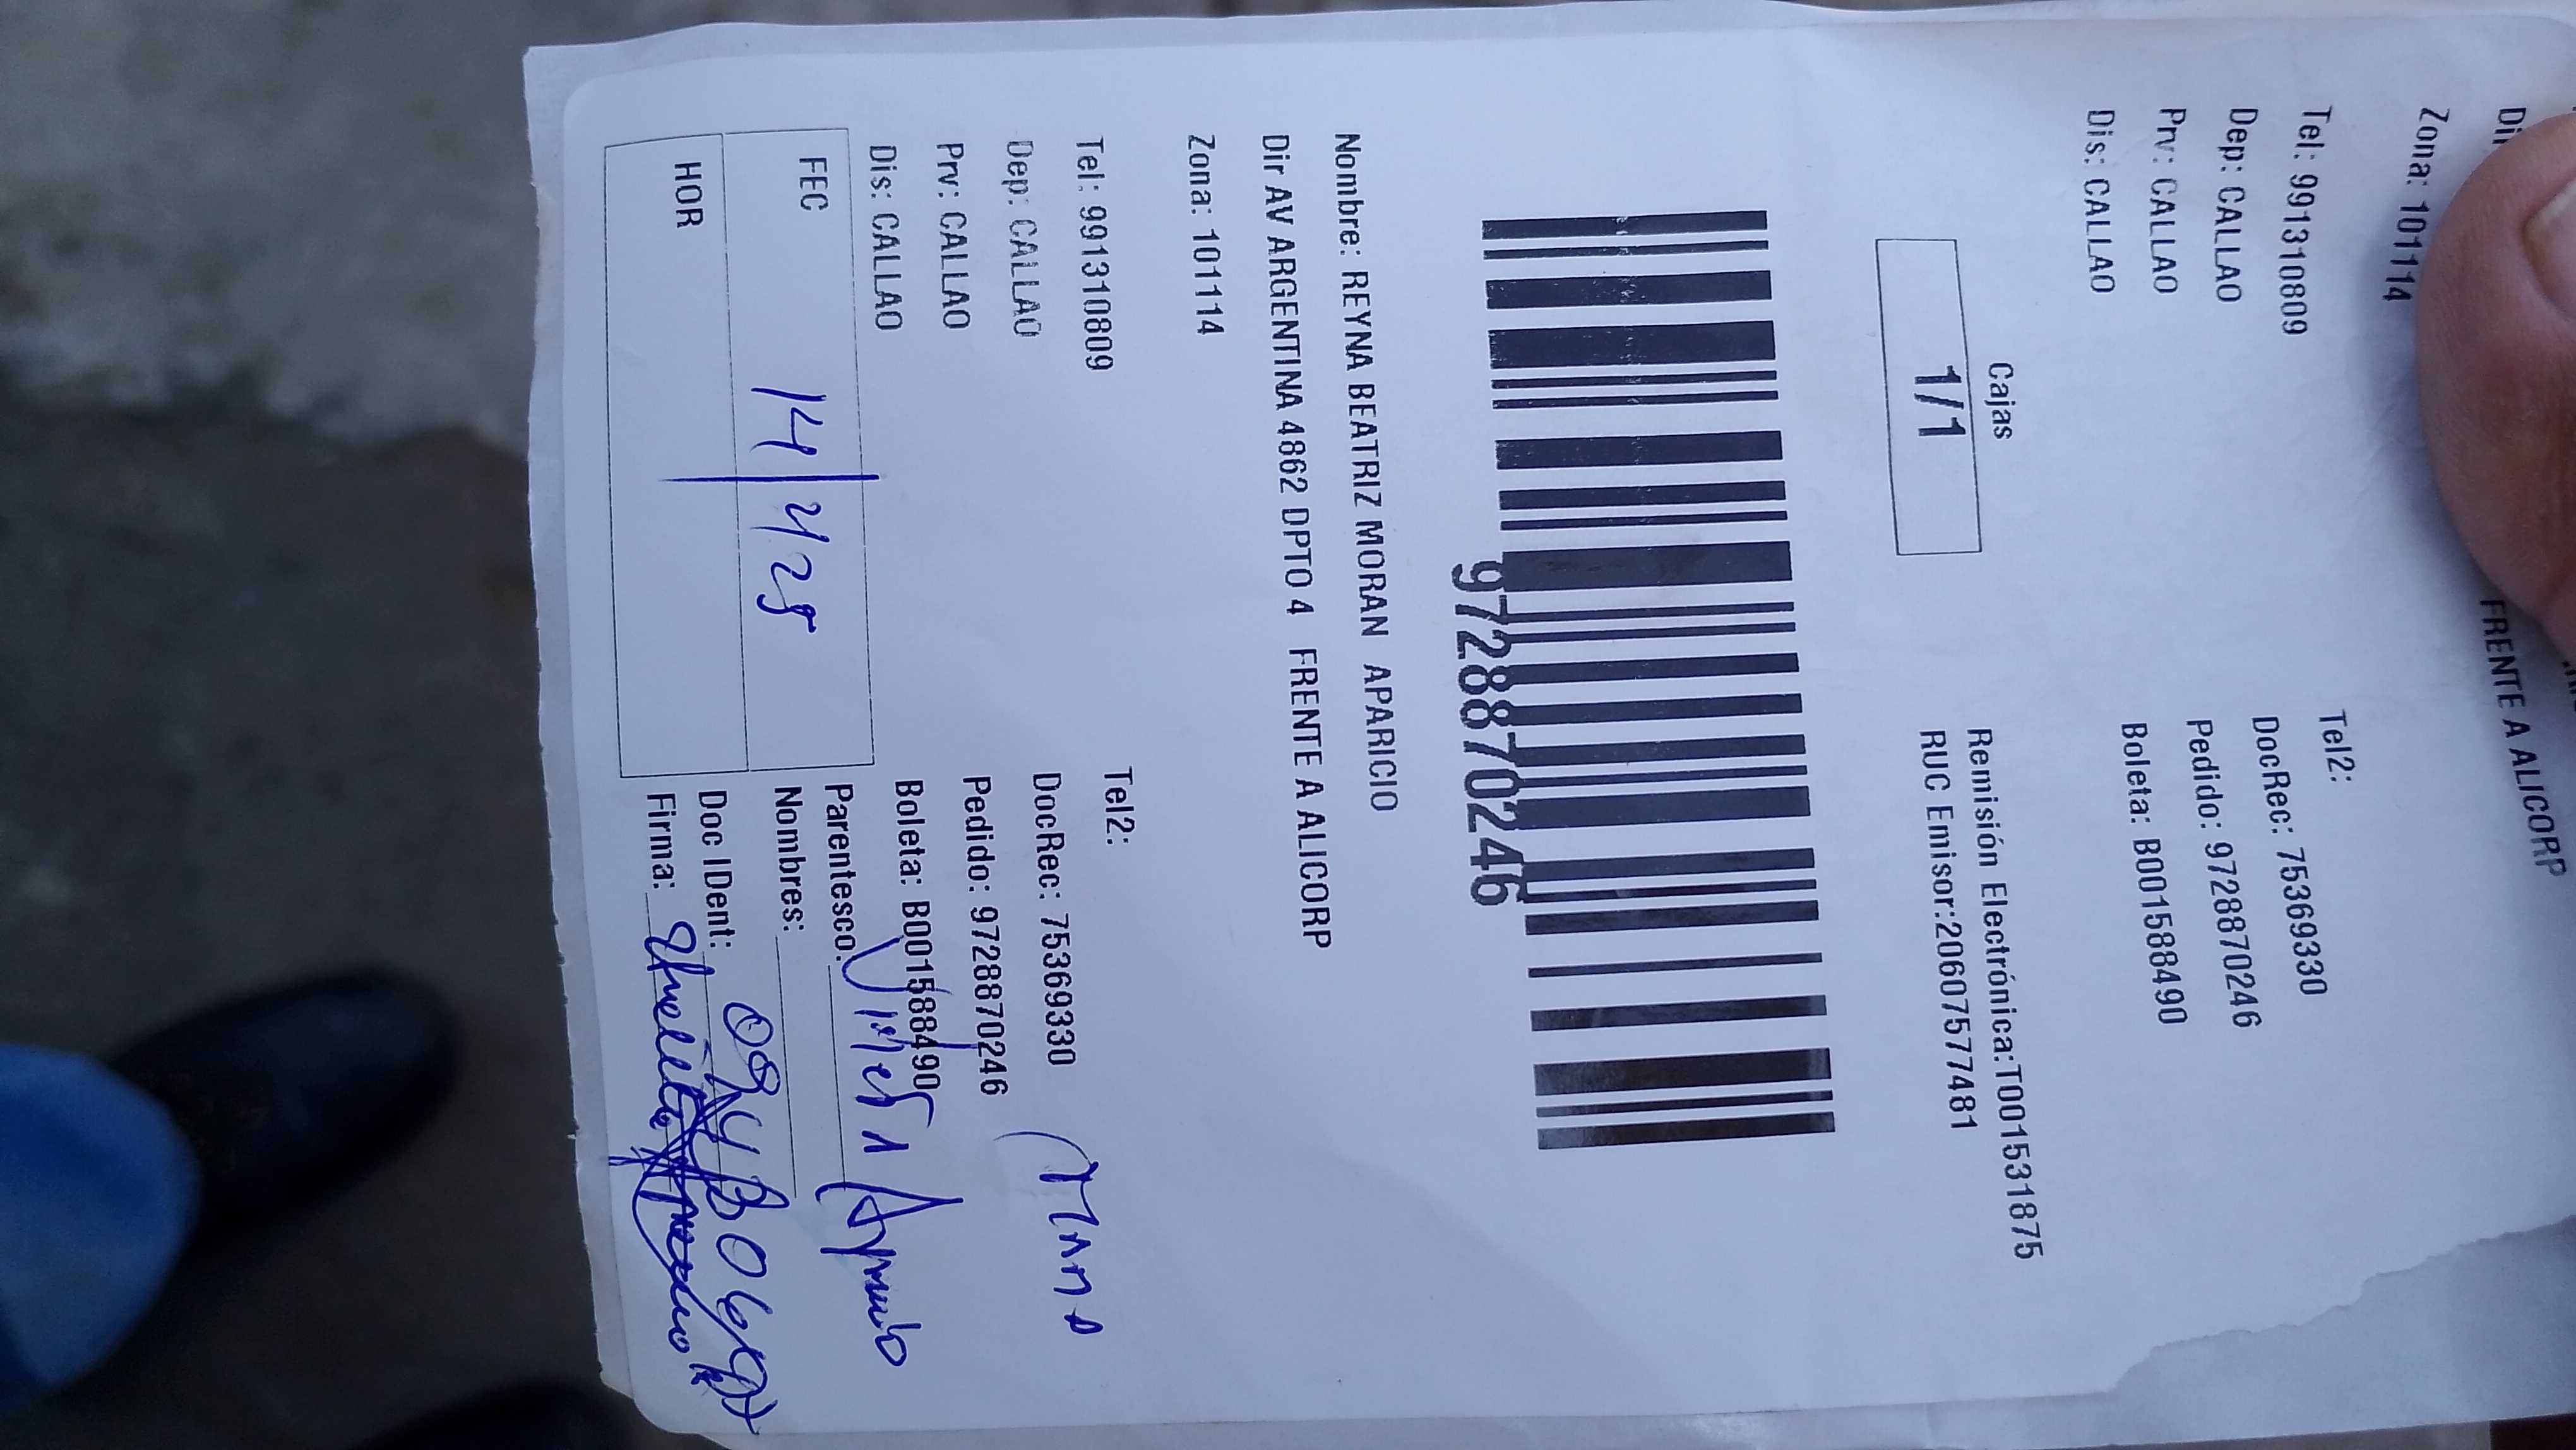 FRENTE A ALICORP
Zona: 101114
Tel: 991310809 Tel2:
Dep: CALLAO DocRec: 75369330
Prv: CALLAO Pedido: 9728870246
Dis: CALLAO Boleta: B001588490
Cajas Remisión Electrónica:T001531875
1/1 RUC Emisor:20607577481
9728870246
Nombre: REYNA BEATRIZ MORAN APARICIO
Dir AV ARGENTINA 4862 DPTO 4 FRENTE A ALICORP
Zona: 101114
Tel: 991310809 Tel2:
Dep: CALLAO DocRec: 75369330
Prv: CALLAO Pedido: 9728870246
Dis: CALLAO Boleta: B001588490
FEC 14/4/25 Parentesco:
Nombres:
HOR Doc IDent:
Firma: